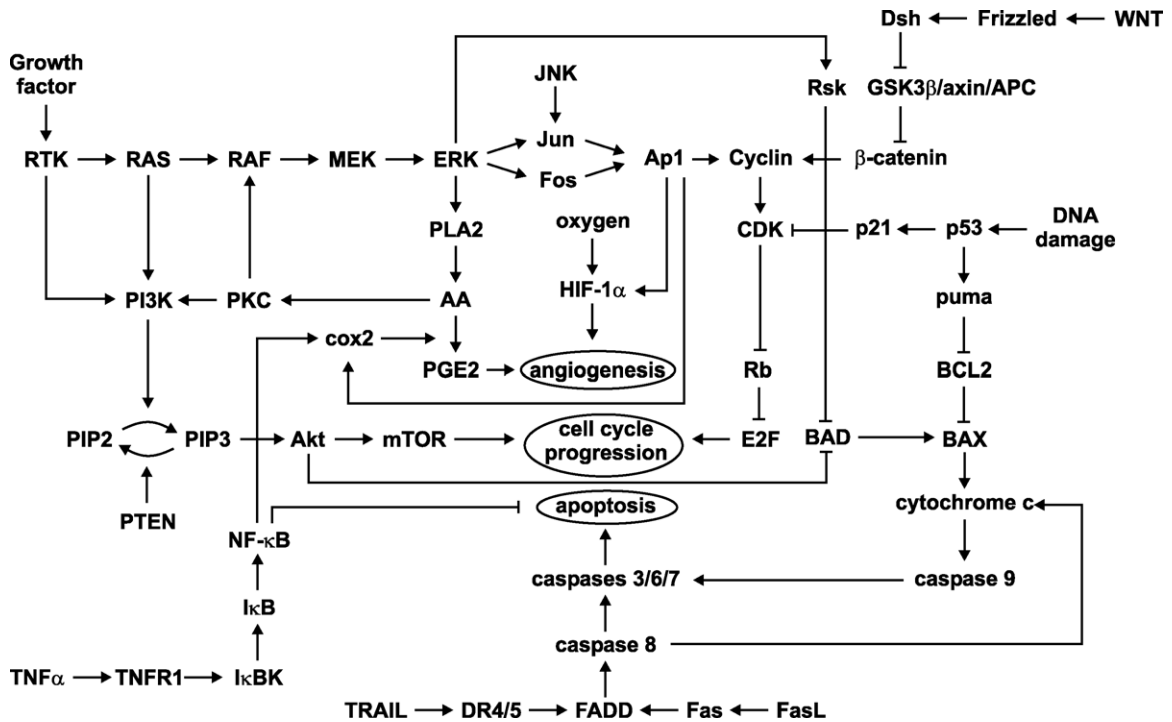 Dsh
Frizzled
WNT
Growth
factor
JNK
Rsk
GSK3β/axin/APC
RTK
RAS
RAF
MEK
ERK
Jun
Fos
Ap1
Cyclin
β-catenin
PLA2
oxygen
CDK
p21
p53
DNA
damage
PI3K
PKC
AA
HIF-1α
puma
cox2
PGE2
angiogenesis
Rb
BCL2
PIP2
PIP3
Akt
mTOR
cell cycle
progression
E2F
BAD
BAX
PTEN
NF-κB
apoptosis
cytochrome c
caspases 3/6/7
caspase 9
IκB
caspase 8
TNFα
TNFR1
IκBK
TRAIL
DR4/5
FADD
Fas
FasL